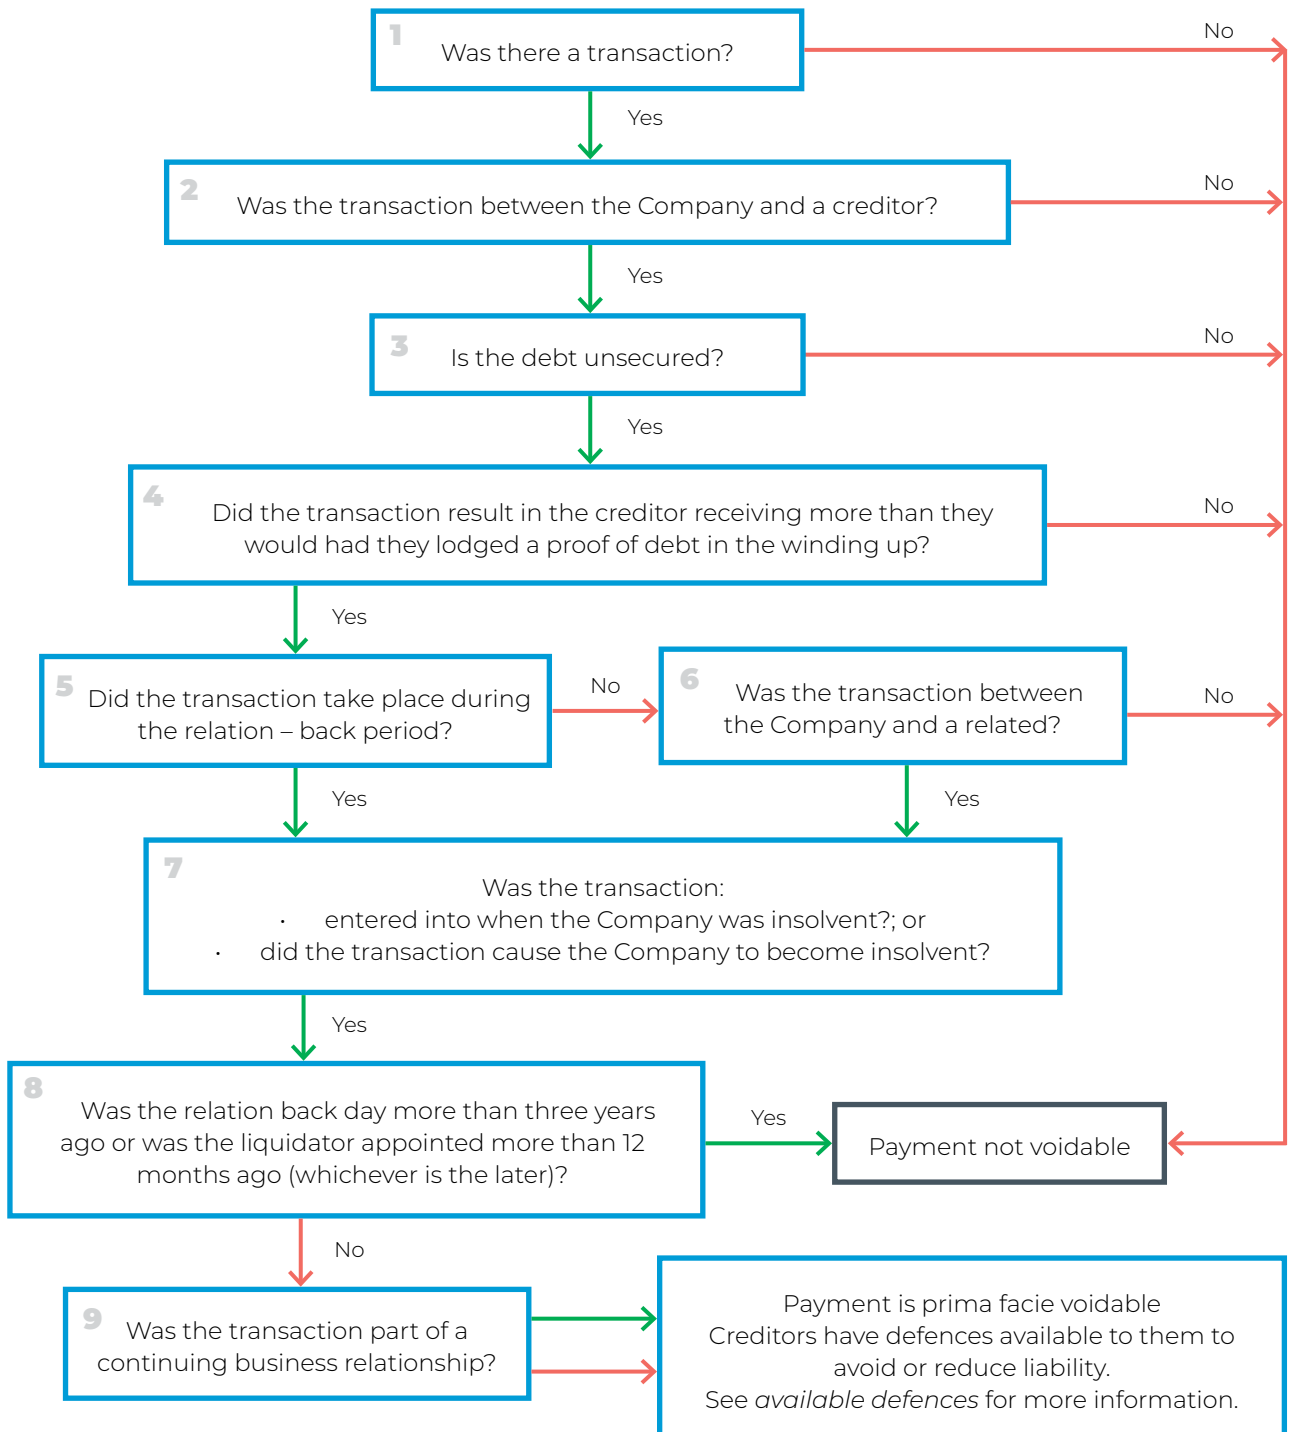 1
Was there a transaction?
No
Yes
2
Was the transaction between the Company and a creditor?
No
Yes
3
Is the debt unsecured?
No
Yes
4
Did the transaction result in the creditor receiving more than they
would had they lodged a proof of debt in the winding up?
No
Yes
5
Did the transaction take place during
the relation – back period?
No
6
Was the transaction between
the Company and a related?
No
Yes
Yes
7
Was the transaction:
· entered into when the Company was insolvent?; or
· did the transaction cause the Company to become insolvent?
Yes
8
Was the relation back day more than three years
ago or was the liquidator appointed more than 12
months ago (whichever is the later)?
Yes
Payment not voidable
No
9
Was the transaction part of a
continuing business relationship?
Payment is prima facie voidable
Creditors have defences available to them to
avoid or reduce liability.
See available defences for more information.